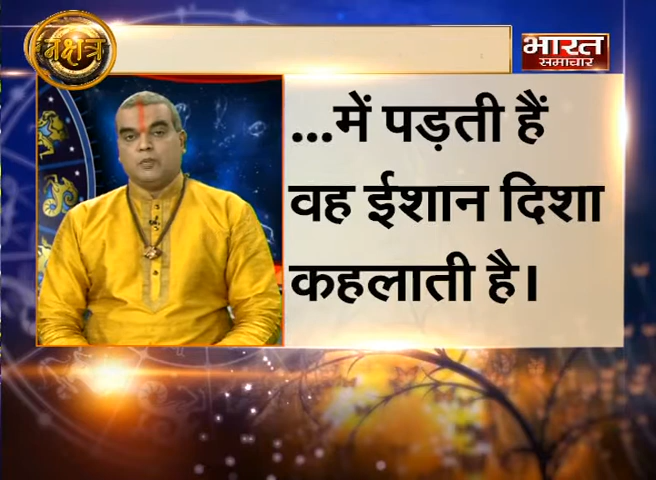 नक्षत्र
भारत
समाचार
...में पड़ती हैं
वह ईशान दिशा
कहलाती है।